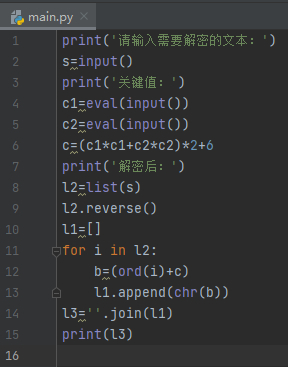 main.py
1 print('请输入需要解密的文本：')
2 s=input()
3 print('关键值：')
4 c1=eval(input())
5 c2=eval(input())
6 c=(c1*c1+c2*c2)*2+6
7 print('解密后：')
8 l2=list(s)
9 l2.reverse()
10 l1=[]
11 for i in l2:
12     b=(ord(i)+c)
13     l1.append(chr(b))
14 l3=''.join(l1)
15 print(l3)
16